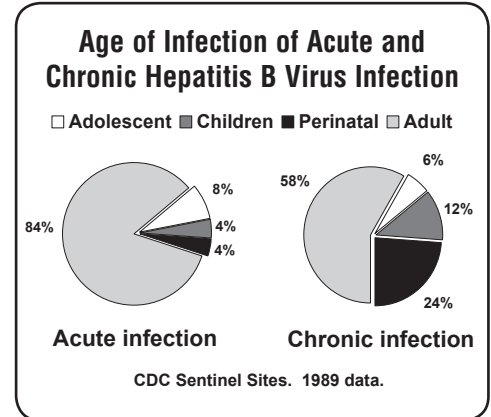 Age of Infection of Acute and
Chronic Hepatitis B Virus Infection
Adolescent Children Perinatal Adult
84%
8%
4%
4%
58%
6%
12%
24%
Acute infection
Chronic infection
CDC Sentinel Sites. 1989 data.